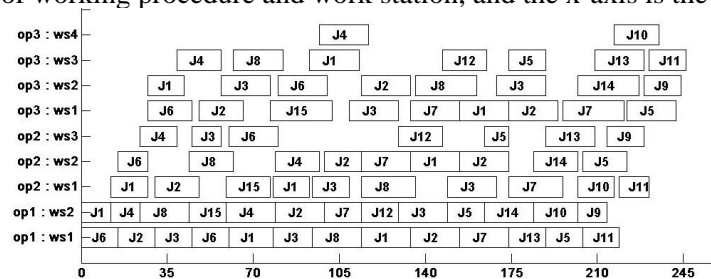 of working procedure and work station, and the x-axis is the
op3 : ws4 J4 J10
op3 : ws3 J4 J8 J1 J12 J5 J13 J11
op3 : ws2 J1 J3 J8 J2 J8 J3 J14 J9
op3 : ws1 J6 J2 J15 J3 J7 J1 J2 J7 J5
op2 : ws3 J4 J3 J6 J12 J5 J13 J9
op2 : ws2 J6 J8 J4 J2 J7 J1 J2 J14 J5
op2 : ws1 J1 J2 J15 J1 J3 J8 J3 J7 J10 J11
op1 : ws2 J1 J4 J8 J15 J4 J2 J7 J12 J3 J5 J14 J10 J9
op1 : ws1 J6 J2 J3 J6 J1 J3 J8 J1 J2 J7 J13 J5 J11
0 35 70 105 140 175 210 245